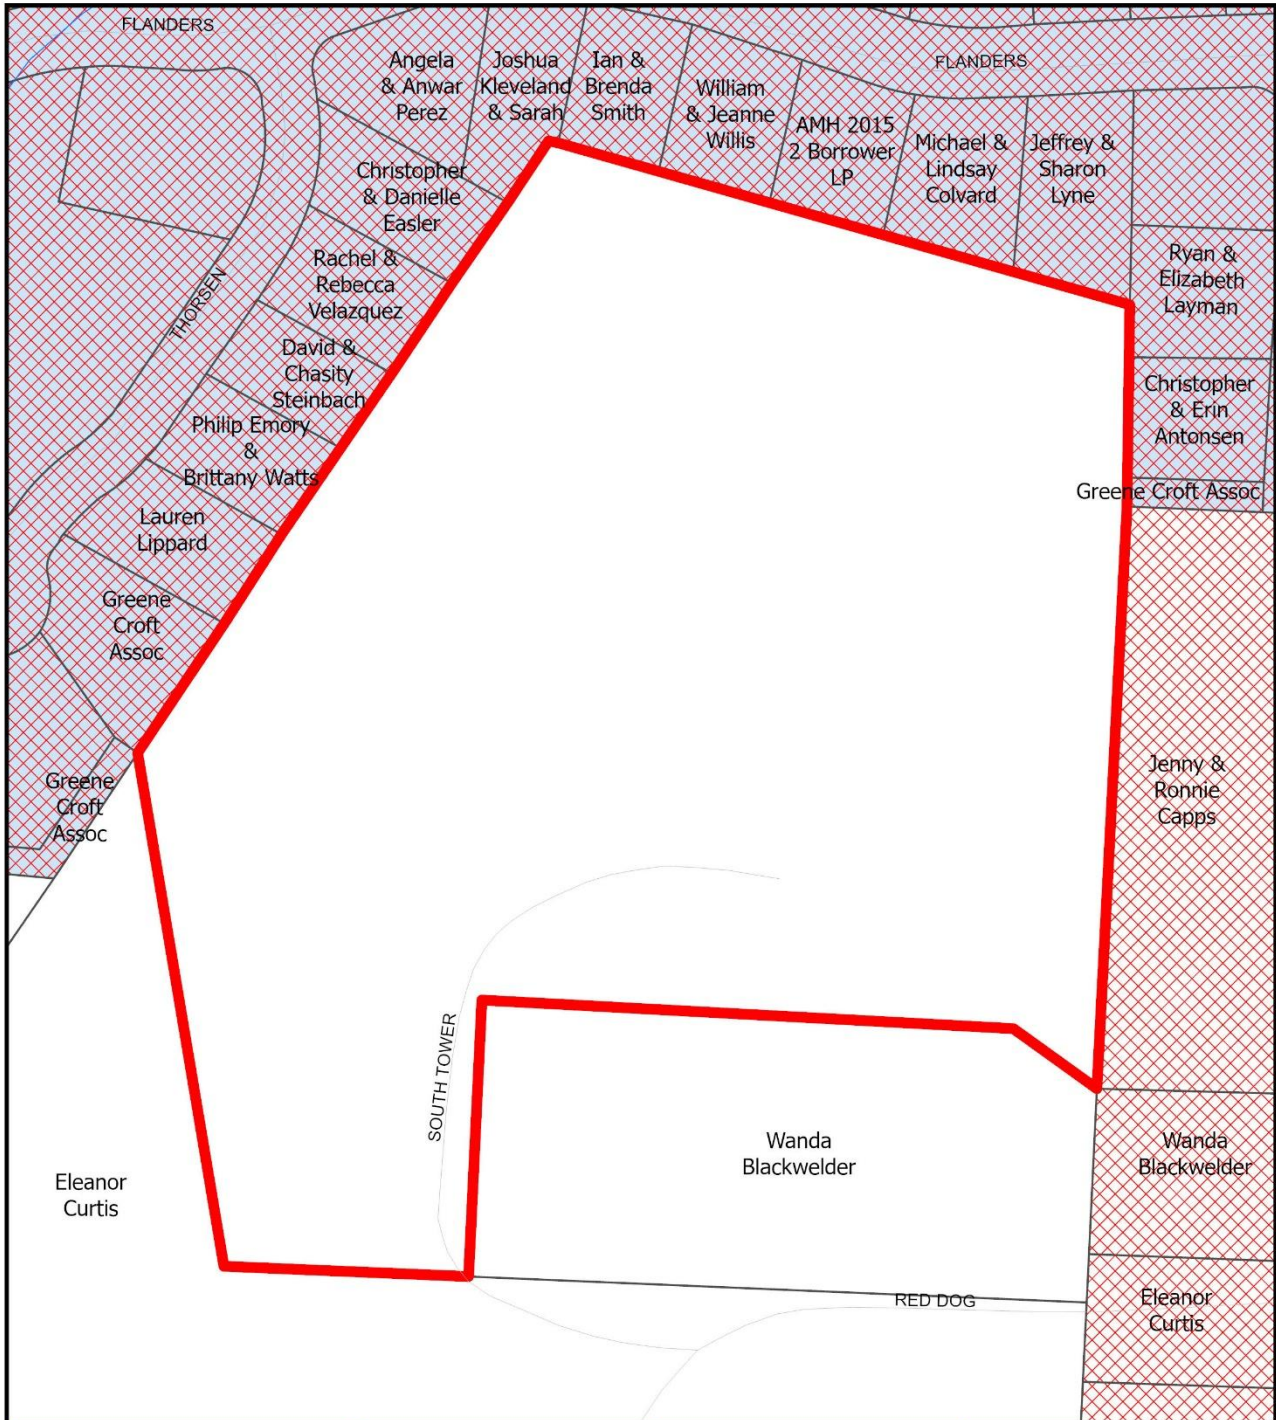 FLANDERS
Angela
& Anwar
Perez
Joshua
Kleveland
& Sarah
Ian &
Brenda
Smith
William
& Jeanne
Willis
FLANDERS
AMH 2015
2 Borrower
LP
Michael &
Lindsay
Colvard
Jeffrey &
Sharon
Lyne
Christopher
& Danielle
Easler
Ryan &
Elizabeth
Layman
Rachel &
Rebecca
Velazquez
THORSEN
David &
Chasity
Steinbach
Christopher
& Erin
Antonsen
Philip Emory
&
Brittany Watts
Greene Croft Assoc
Lauren
Lippard
Greene
Croft
Assoc
Jenny &
Ronnie
Capps
Greene
Croft
Assoc
SOUTH TOWER
Wanda
Blackwelder
Wanda
Blackwelder
Eleanor
Curtis
RED DOG
Eleanor
Curtis